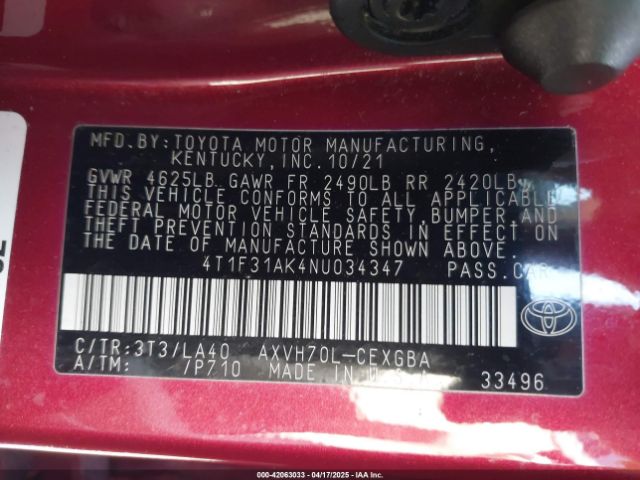 MFD.BY:TOYOTA MOTOR MANUFACTURING,
KENTUCKY,INC.10/21
GVWR 4625LB GAWR FR 2490LB RR 2420LB
THIS VEHICLE CONFORMS TO ALL APPLICABLE
FEDERAL MOTOR VEHICLE SAFETY,BUMPER AND
THEFT PREVENTION STANDARDS IN EFFECT ON
THE DATE OF MANUFACTURE SHOWN ABOVE.
4T1F31AK4NU034347 PASS.CAR
C/TR:3T3/LA40 AXVH70L-CEXGBA
A/TM: /P710 MADE IN U.S.A.
33496
000-42063033 - 04/17/2025 - IAAI.COM